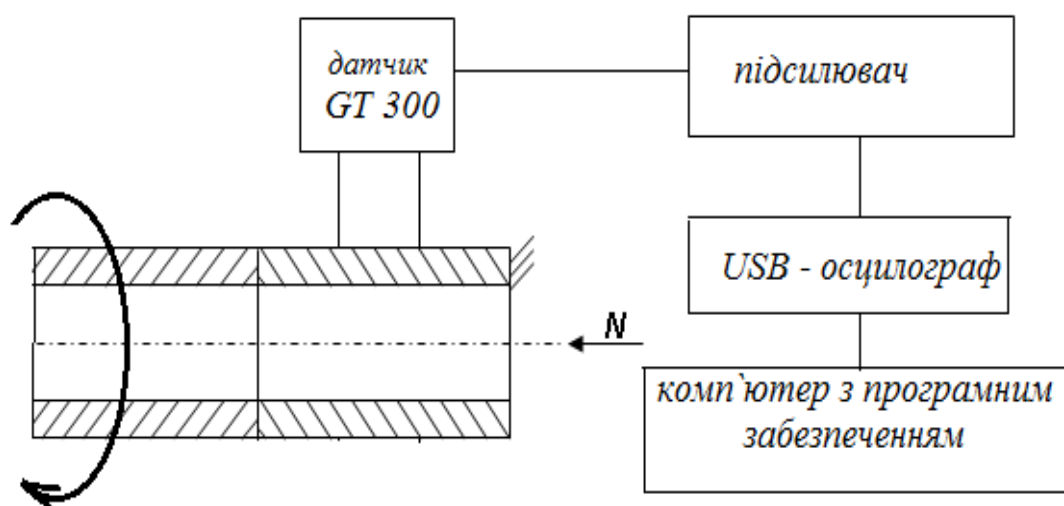 датчик
GT 300
підсилювач
USB - осцилограф
N
комп`ютер з програмним
забезпеченням